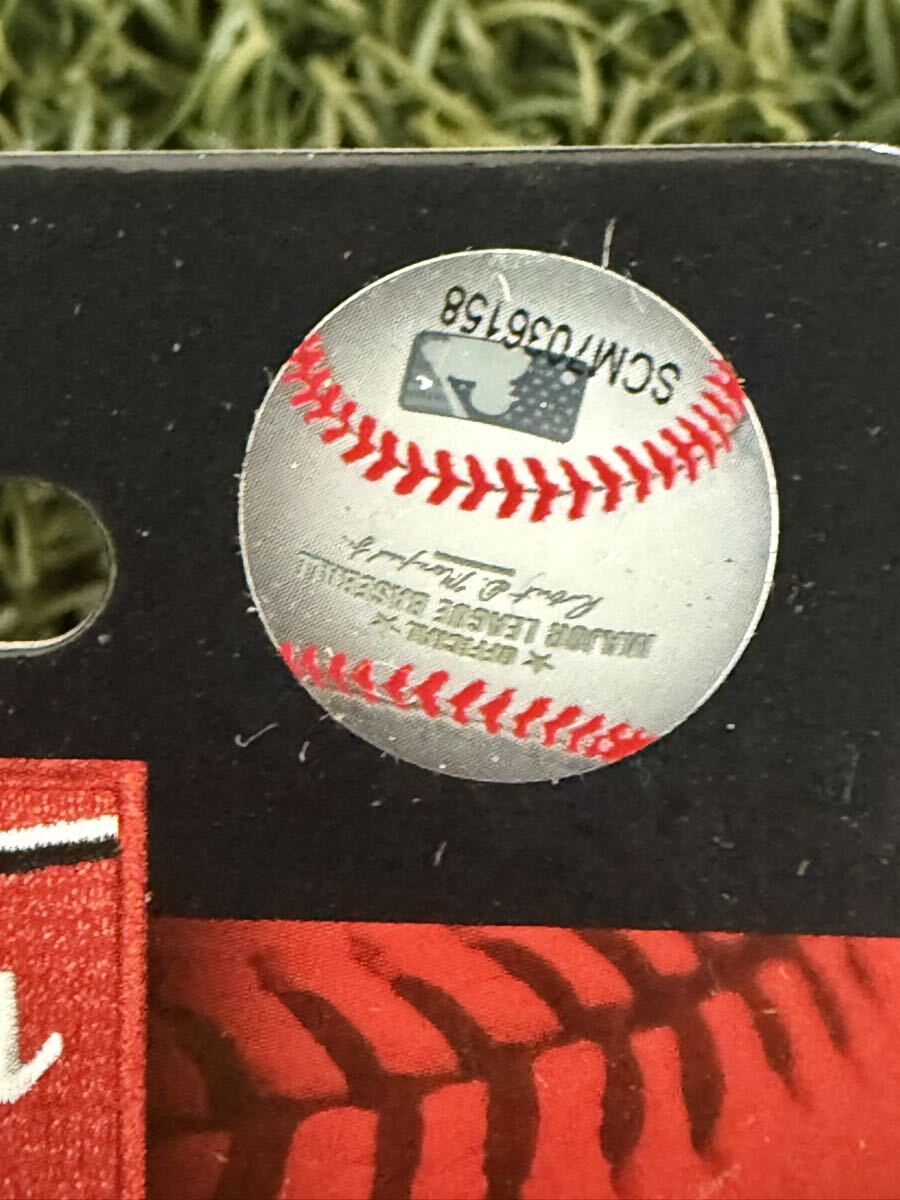 ★ OFFICIAL ★
MAJOR LEAGUE BASEBALL
Robert D. Manfred Jr.
SCM7036158